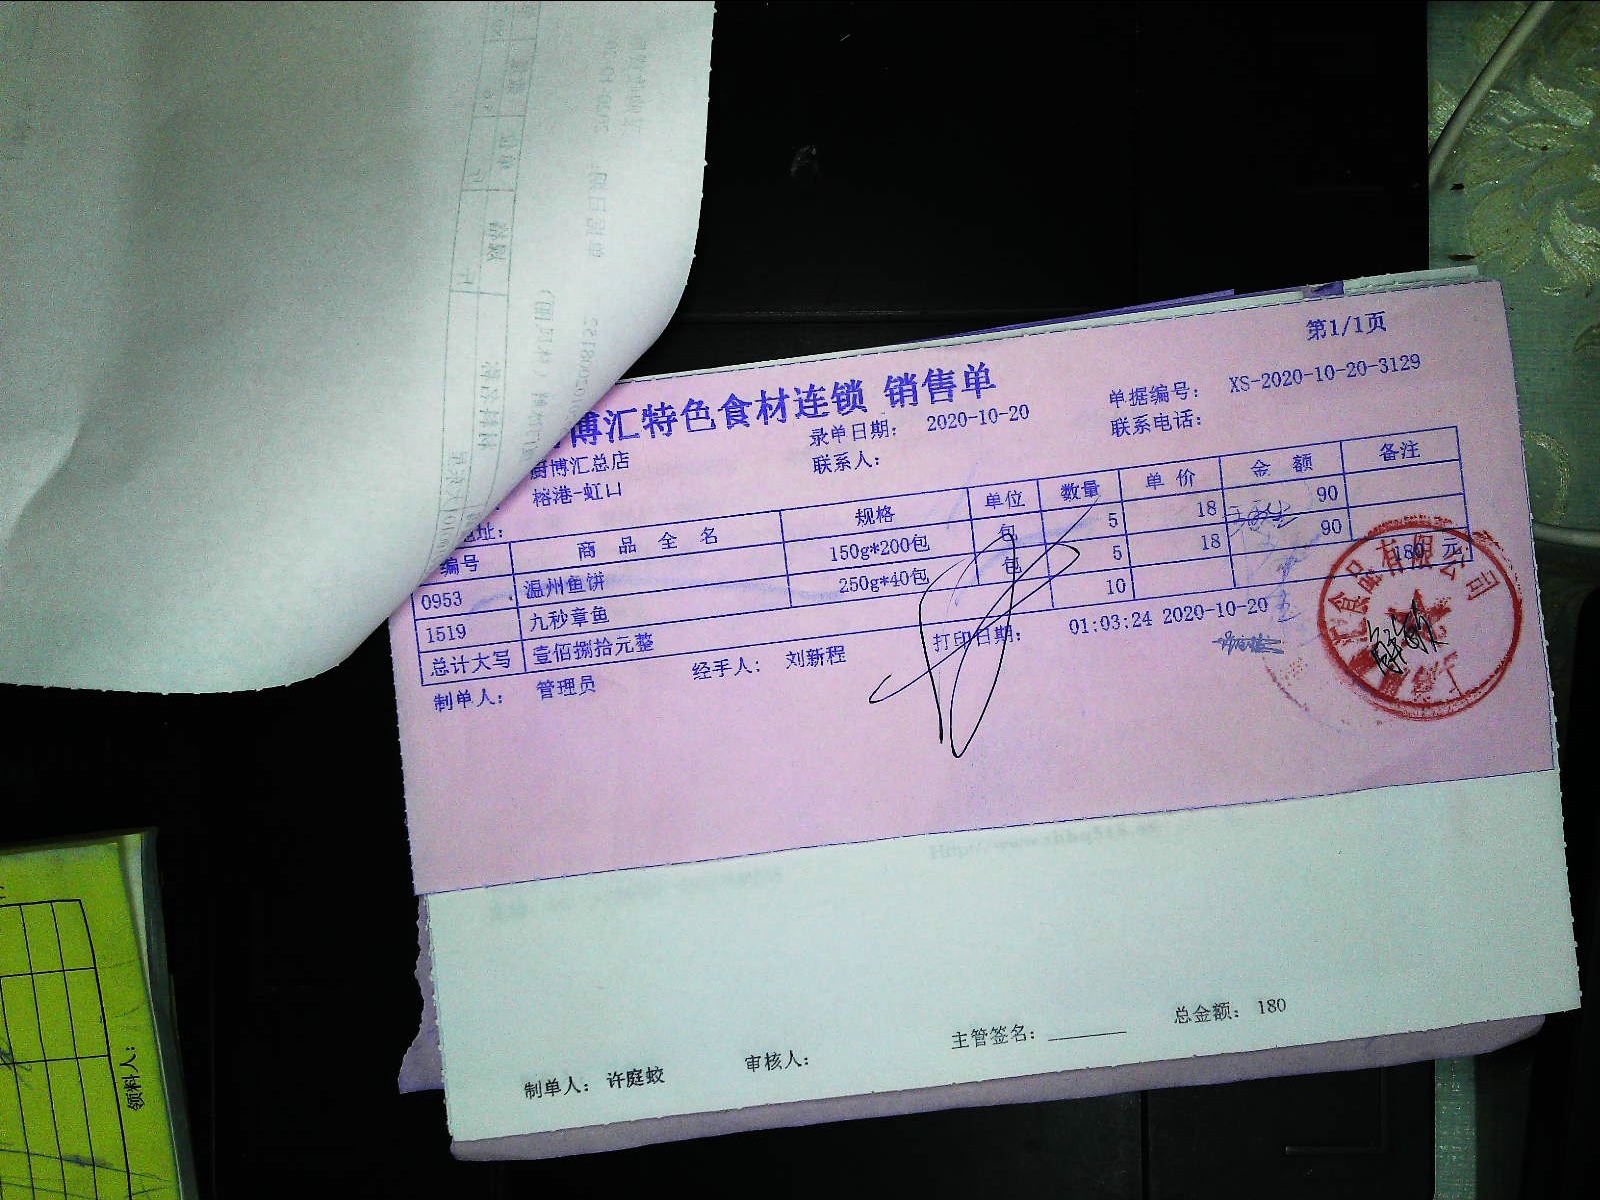 第1/1页
博汇特色食材连锁 销售单
录单日期： 2020-10-20
单据编号： XS-2020-10-20-3129
厨博汇总店
联系人：
联系电话：
榕港-虹口
址：
编号 商品全名 规格 单位 数量 单价 金额 备注
0953 温州鱼饼 150g*200包 包 5 18 90
1519 九秒章鱼 250g*40包 包 5 18 90
总计大写 壹佰捌拾元整 10 180 元
制单人： 管理员 经手人： 刘新程 打印日期： 01:03:24 2020-10-20
食品有限公司
主管签名： 总金额： 180
制单人： 许庭蛟 审核人：
领料人：